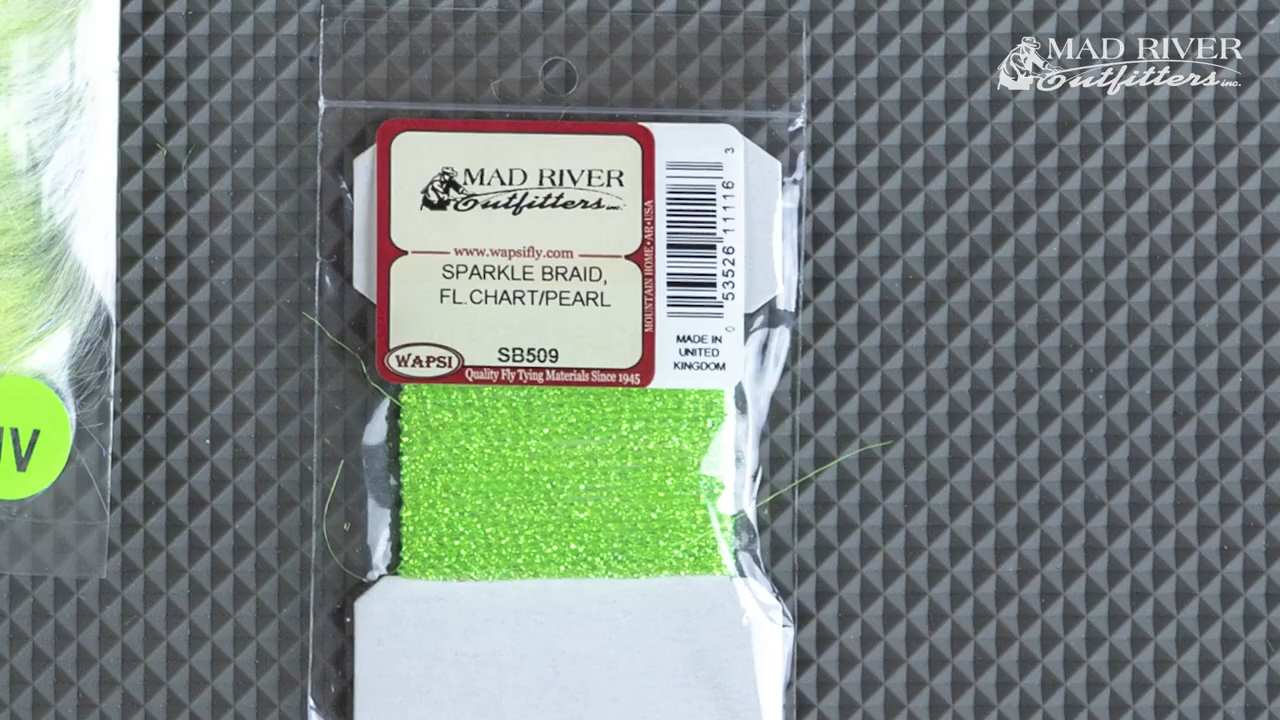 MAD RIVER
Outfitters inc.
MAD RIVER
Outfitters inc.
www.wapsifly.com
SPARKLE BRAID,
FL.CHART/PEARL
SB509
WAPSI
Quality Fly Tying Materials Since 1945
MOUNTAIN HOME • AR • USA
0 53526 11116 3
MADE IN
UNITED
KINGDOM